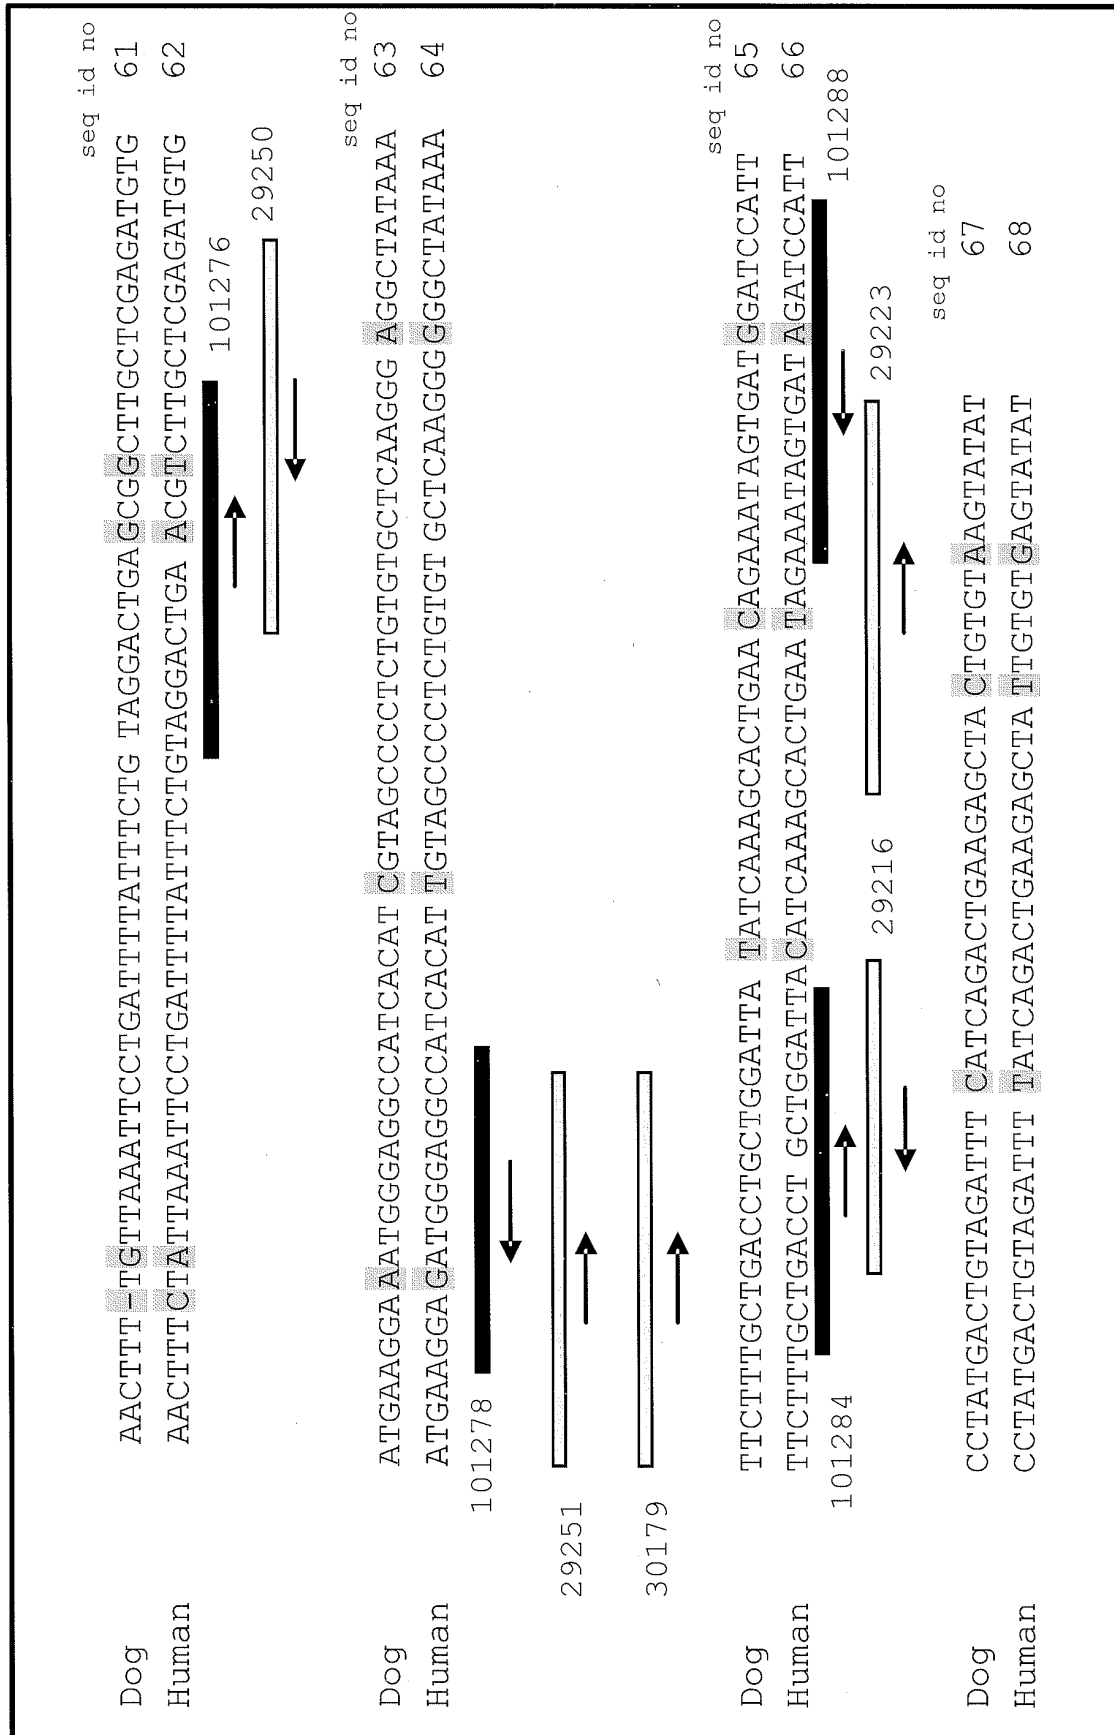 seq id no
Dog AACTTT-TGTTAAATTCCTGATTTTATTTCTG TAGGACTGAGCGGCTTGCTCGAGATGTG 61
Human AACTTTCTATTAAATTCCTGATTTTATTTCTGTAGGACTGA ACGTCTTGCTCGAGATGTG 62
101276
29250
seq id no
Dog ATGAAGGAAATGGGAGGCCATCACAT CGTAGCCCCTCTGTGTGCTCAAGGG AGGCTATAAA 63
Human ATGAAGGAGATGGGAGGCCATCACAT TGTAGCCCCTCTGTGT GCTCAAGGGGGGCTATAAA 64
101278
29251
30179
seq id no
Dog TTCTTTGCTGACCTGCTGGATTA TATCAAAGCACTGAA CAGAAATAGTGATGGATCCATT 65
Human TTCTTTGCTGACCT GCTGGATTACATCAAAGCACTGAA TAGAAATAGTGAT AGATCCATT 66
101284
101288
29216
29223
seq id no
Dog CCTATGACTGTAGATTT CATCAGACTGAAGAGCTA CTGTGTAAGTATAT 67
Human CCTATGACTGTAGATTT TATCAGACTGAAGAGCTA TTGTGTGAGTATAT 68